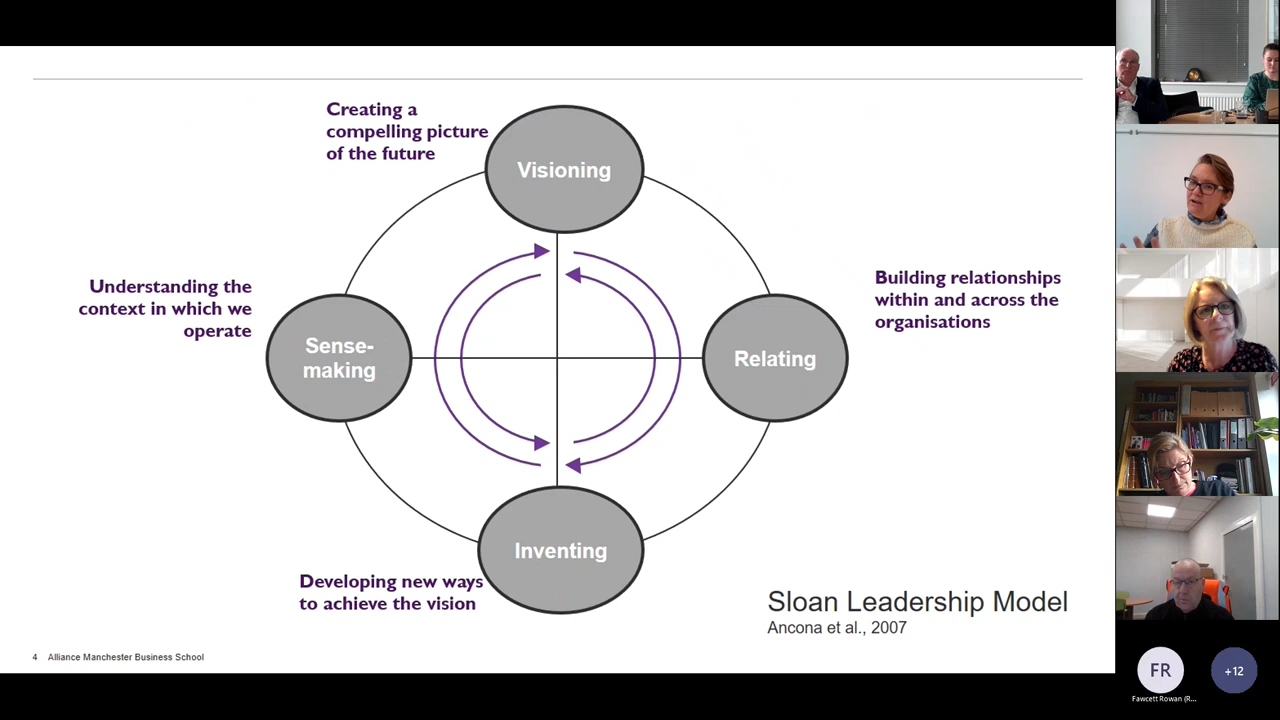 Creating a
compelling picture
of the future
Visioning
Understanding the
context in which we
operate
Building relationships
within and across the
organisations
Sense-
making
Relating
Inventing
Developing new ways
to achieve the vision
Sloan Leadership Model
Ancona et al., 2007
4 Alliance Manchester Business School
FR
+12
Fawcett Rowan (R...